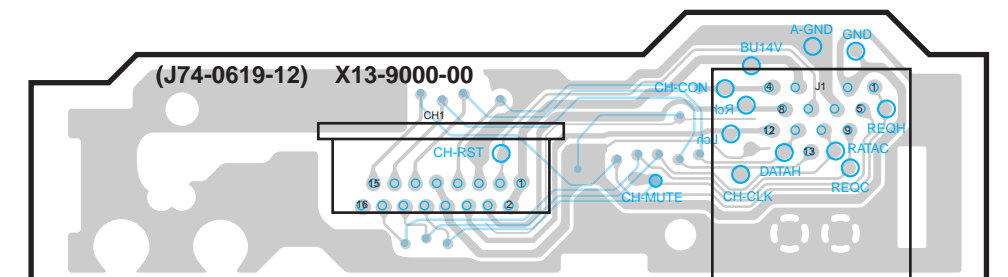 A-GND GND
BU14V
(J74-0619-12) X13-9000-00
CH-CON 4 J1 1
CH1 Rch 8 5
REQH
12 9
Lch
CH-RST 13 RATAC
DATAH
15 1 REQC
CH-MUTE CH-CLK
16 2